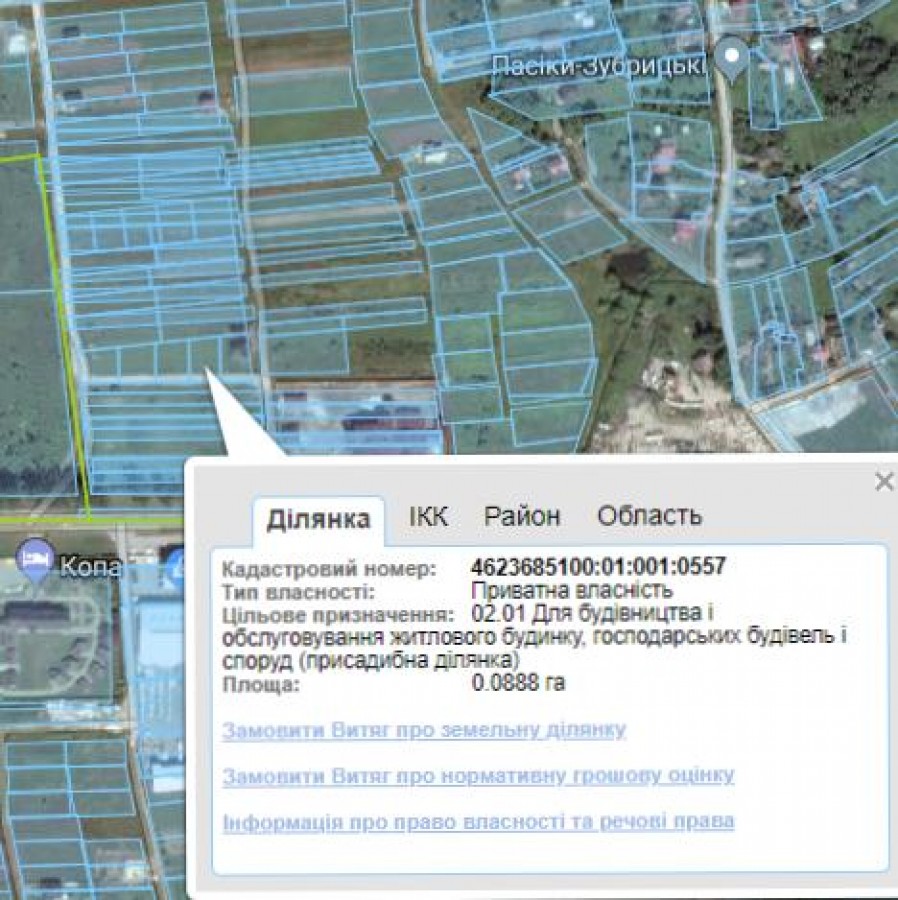 Пасіки-Зубрицькі
Ділянка ІКК Район Область
Копа
Кадастровий номер: 4623685100:01:001:0557
Тип власності: Приватна власність
Цільове призначення: 02.01 Для будівництва і
обслуговування житлового будинку, господарських будівель і
споруд (присадибна ділянка)
Площа: 0.0888 га
Замовити Витяг про земельну ділянку
Замовити Витяг про нормативну грошову оцінку
Інформація про право власності та речові права